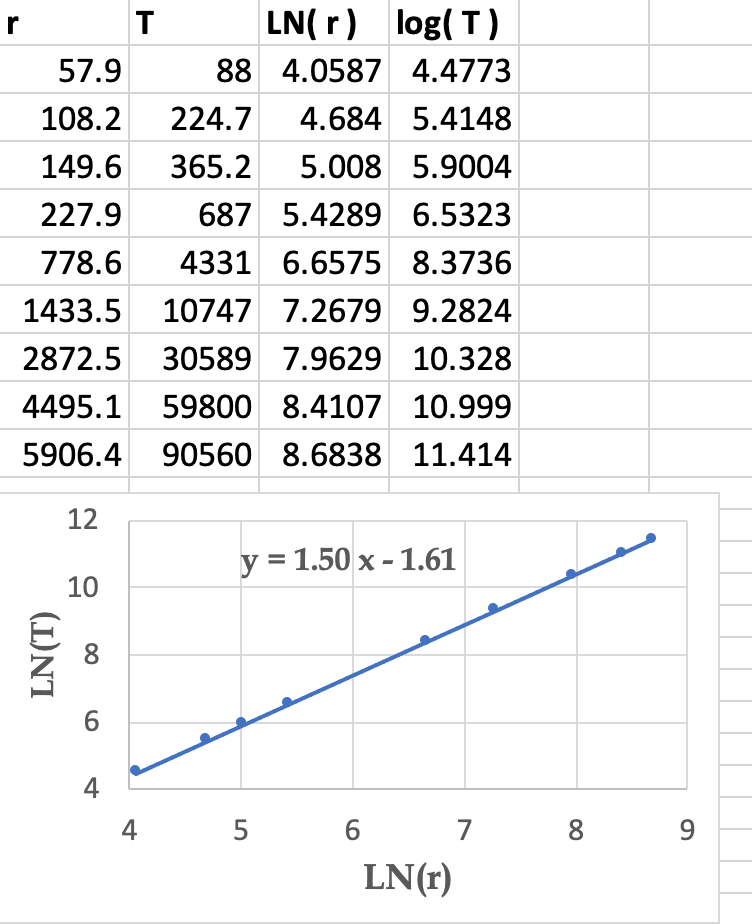 r T LN( r ) log( T )
57.9 88 4.0587 4.4773
108.2 224.7 4.684 5.4148
149.6 365.2 5.008 5.9004
227.9 687 5.4289 6.5323
778.6 4331 6.6575 8.3736
1433.5 10747 7.2679 9.2824
2872.5 30589 7.9629 10.328
4495.1 59800 8.4107 10.999
5906.4 90560 8.6838 11.414
12
y = 1.50 x - 1.61
10
LN(T)
8
6
4
4 5 6 7 8 9
LN(r)